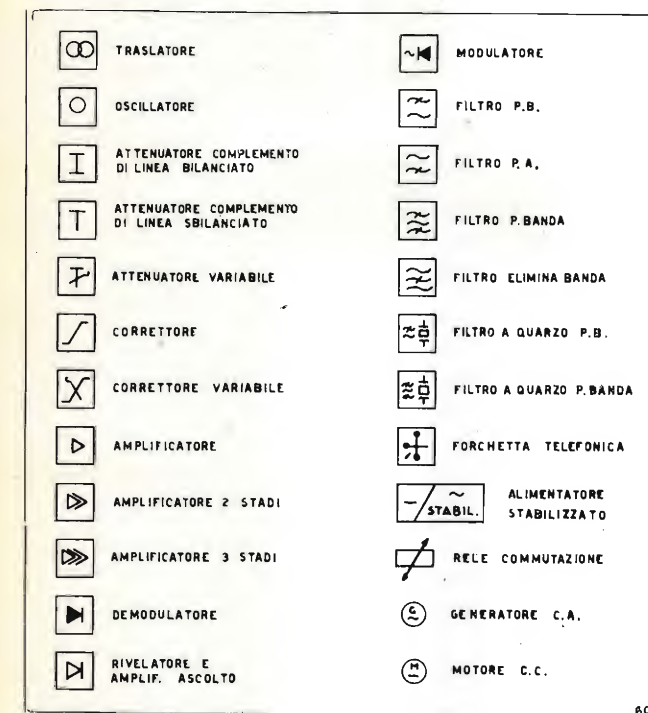 TRASLATORE
OSCILLATORE
ATTENUATORE COMPLEMENTO
DI LINEA BILANCIATO
ATTENUATORE COMPLEMENTO
DI LINEA SBILANCIATO
ATTENUATORE VARIABILE
CORRETTORE
CORRETTORE VARIABILE
AMPLIFICATORE
AMPLIFICATORE 2 STADI
AMPLIFICATORE 3 STADI
DEMODULATORE
RIVELATORE E
AMPLIF. ASCOLTO
MODULATORE
FILTRO P.B.
FILTRO P.A.
FILTRO P.BANDA
FILTRO ELIMINA BANDA
FILTRO A QUARZO P.B.
FILTRO A QUARZO P.BANDA
FORCHETTA TELEFONICA
STABIL.
ALIMENTATORE
STABILIZZATO
RELE COMMUTAZIONE
G
GENERATORE C.A.
M
MOTORE C.C.